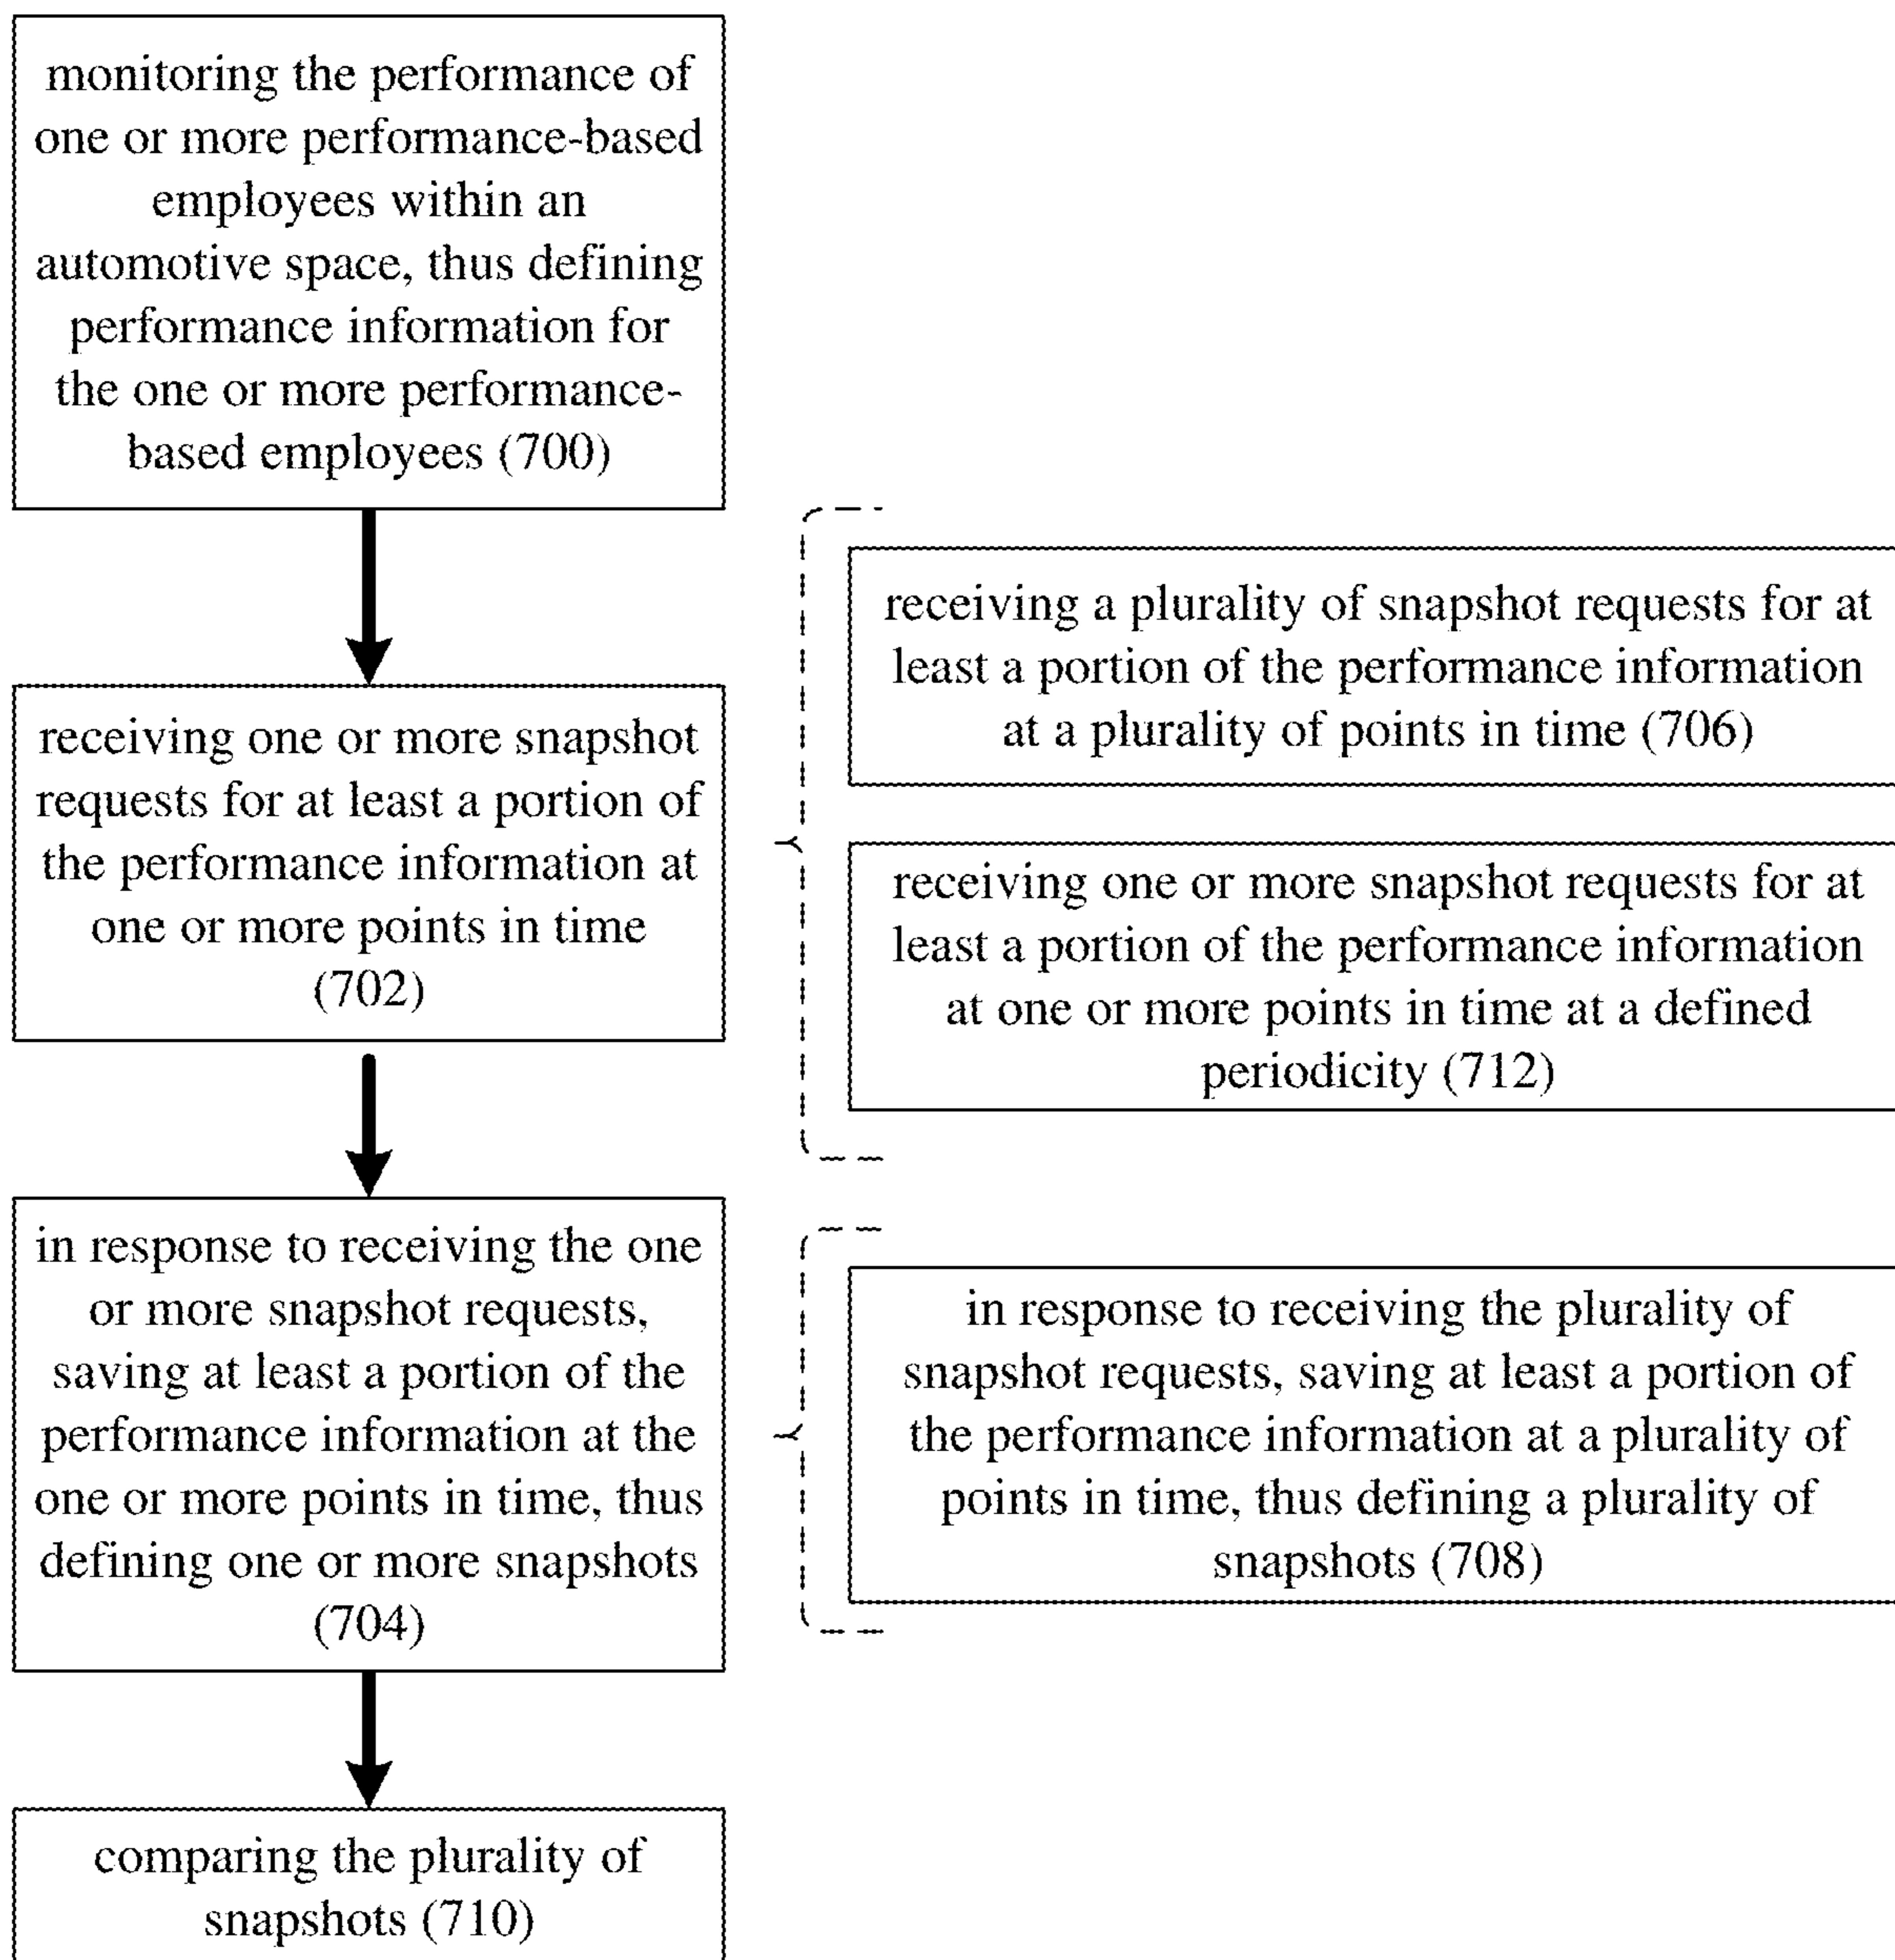 monitoring the performance of
one or more performance-based
employees within an
automotive space, thus defining
performance information for
the one or more performance-
based employees (700)
receiving one or more snapshot
requests for at least a portion of
the performance information at
one or more points in time
(702)
receiving a plurality of snapshot requests for at
least a portion of the performance information
at a plurality of points in time (706)
receiving one or more snapshot requests for at
least a portion of the performance information
at one or more points in time at a defined
periodicity (712)
in response to receiving the one
or more snapshot requests,
saving at least a portion of the
performance information at the
one or more points in time, thus
defining one or more snapshots
(704)
in response to receiving the plurality of
snapshot requests, saving at least a portion of
the performance information at a plurality of
points in time, thus defining a plurality of
snapshots (708)
comparing the plurality of
snapshots (710)